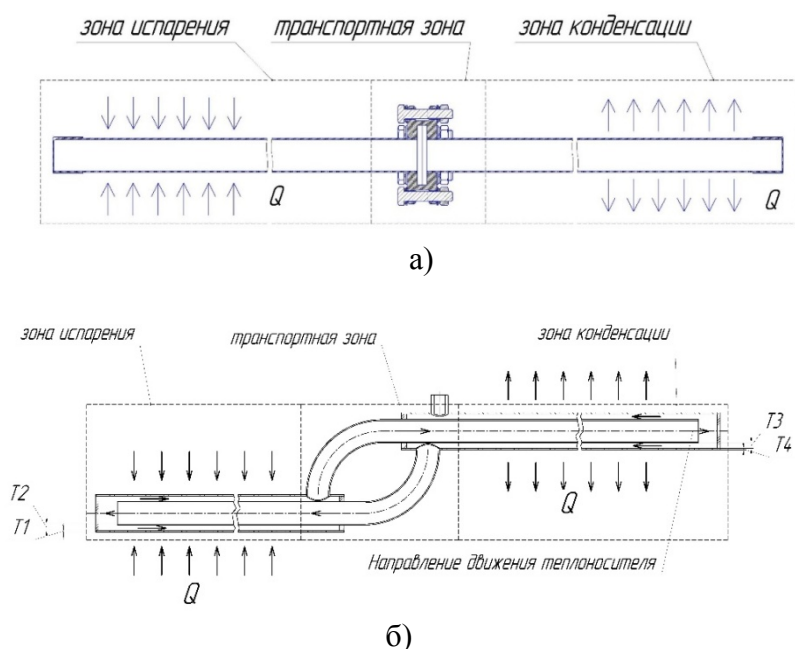 зона испарения транспортная зона зона конденсации
Q Q
а)
зона испарения транспортная зона зона конденсации
T3
T4
T2
T1
Q
Направление движения теплоносителя
Q
б)